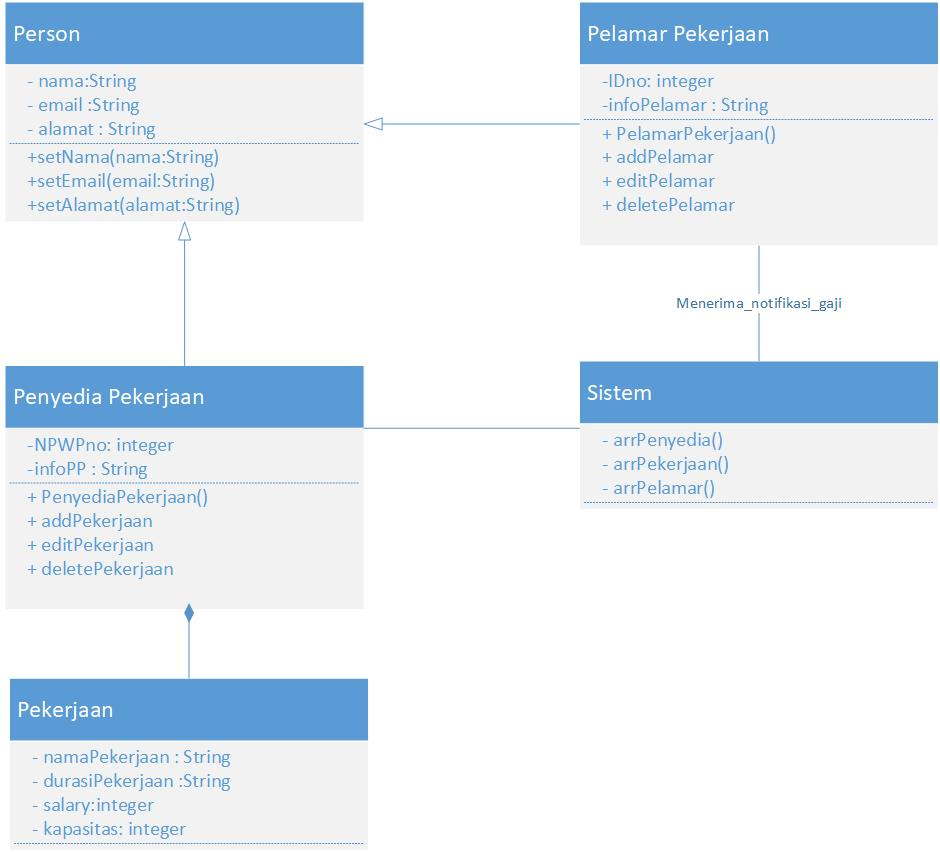 Person
- nama:String
- email :String
- alamat : String
+setNama(nama:String)
+setEmail(email:String)
+setAlamat(alamat:String)
Pelamar Pekerjaan
-IDno: integer
-infoPelamar : String
+ PelamarPekerjaan()
+ addPelamar
+ editPelamar
+ deletePelamar
Menerima_notifikasi_gaji
Penyedia Pekerjaan
-NPWPno: integer
-infoPP : String
+ PenyediaPekerjaan()
+ addPekerjaan
+ editPekerjaan
+ deletePekerjaan
Sistem
- arrPenyedia()
- arrPekerjaan()
- arrPelamar()
Pekerjaan
- namaPekerjaan : String
- durasiPekerjaan :String
- salary:integer
- kapasitas: integer